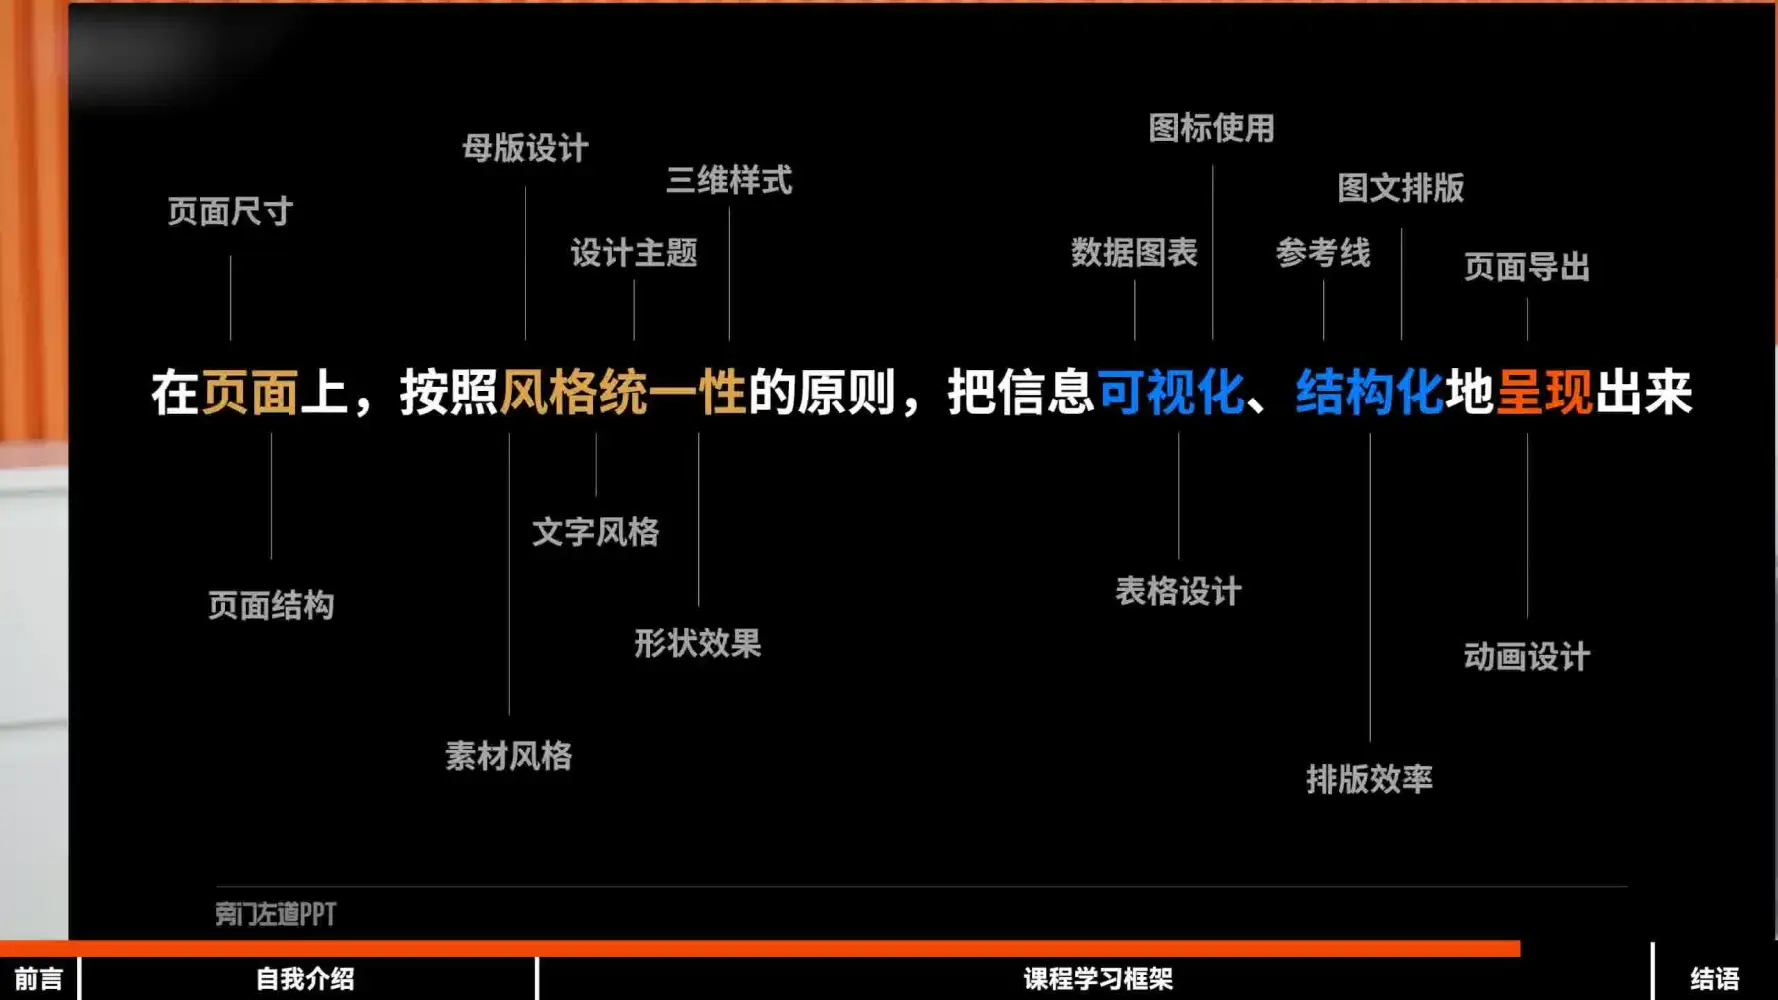 图标使用
母版设计
三维样式
图文排版
页面尺寸
设计主题
数据图表
参考线
页面导出
在页面上，按照风格统一性的原则，把信息可视化、结构化地呈现出来
文字风格
表格设计
页面结构
形状效果
动画设计
素材风格
排版效率
旁门左道PPT
前言
自我介绍
课程学习框架
结语